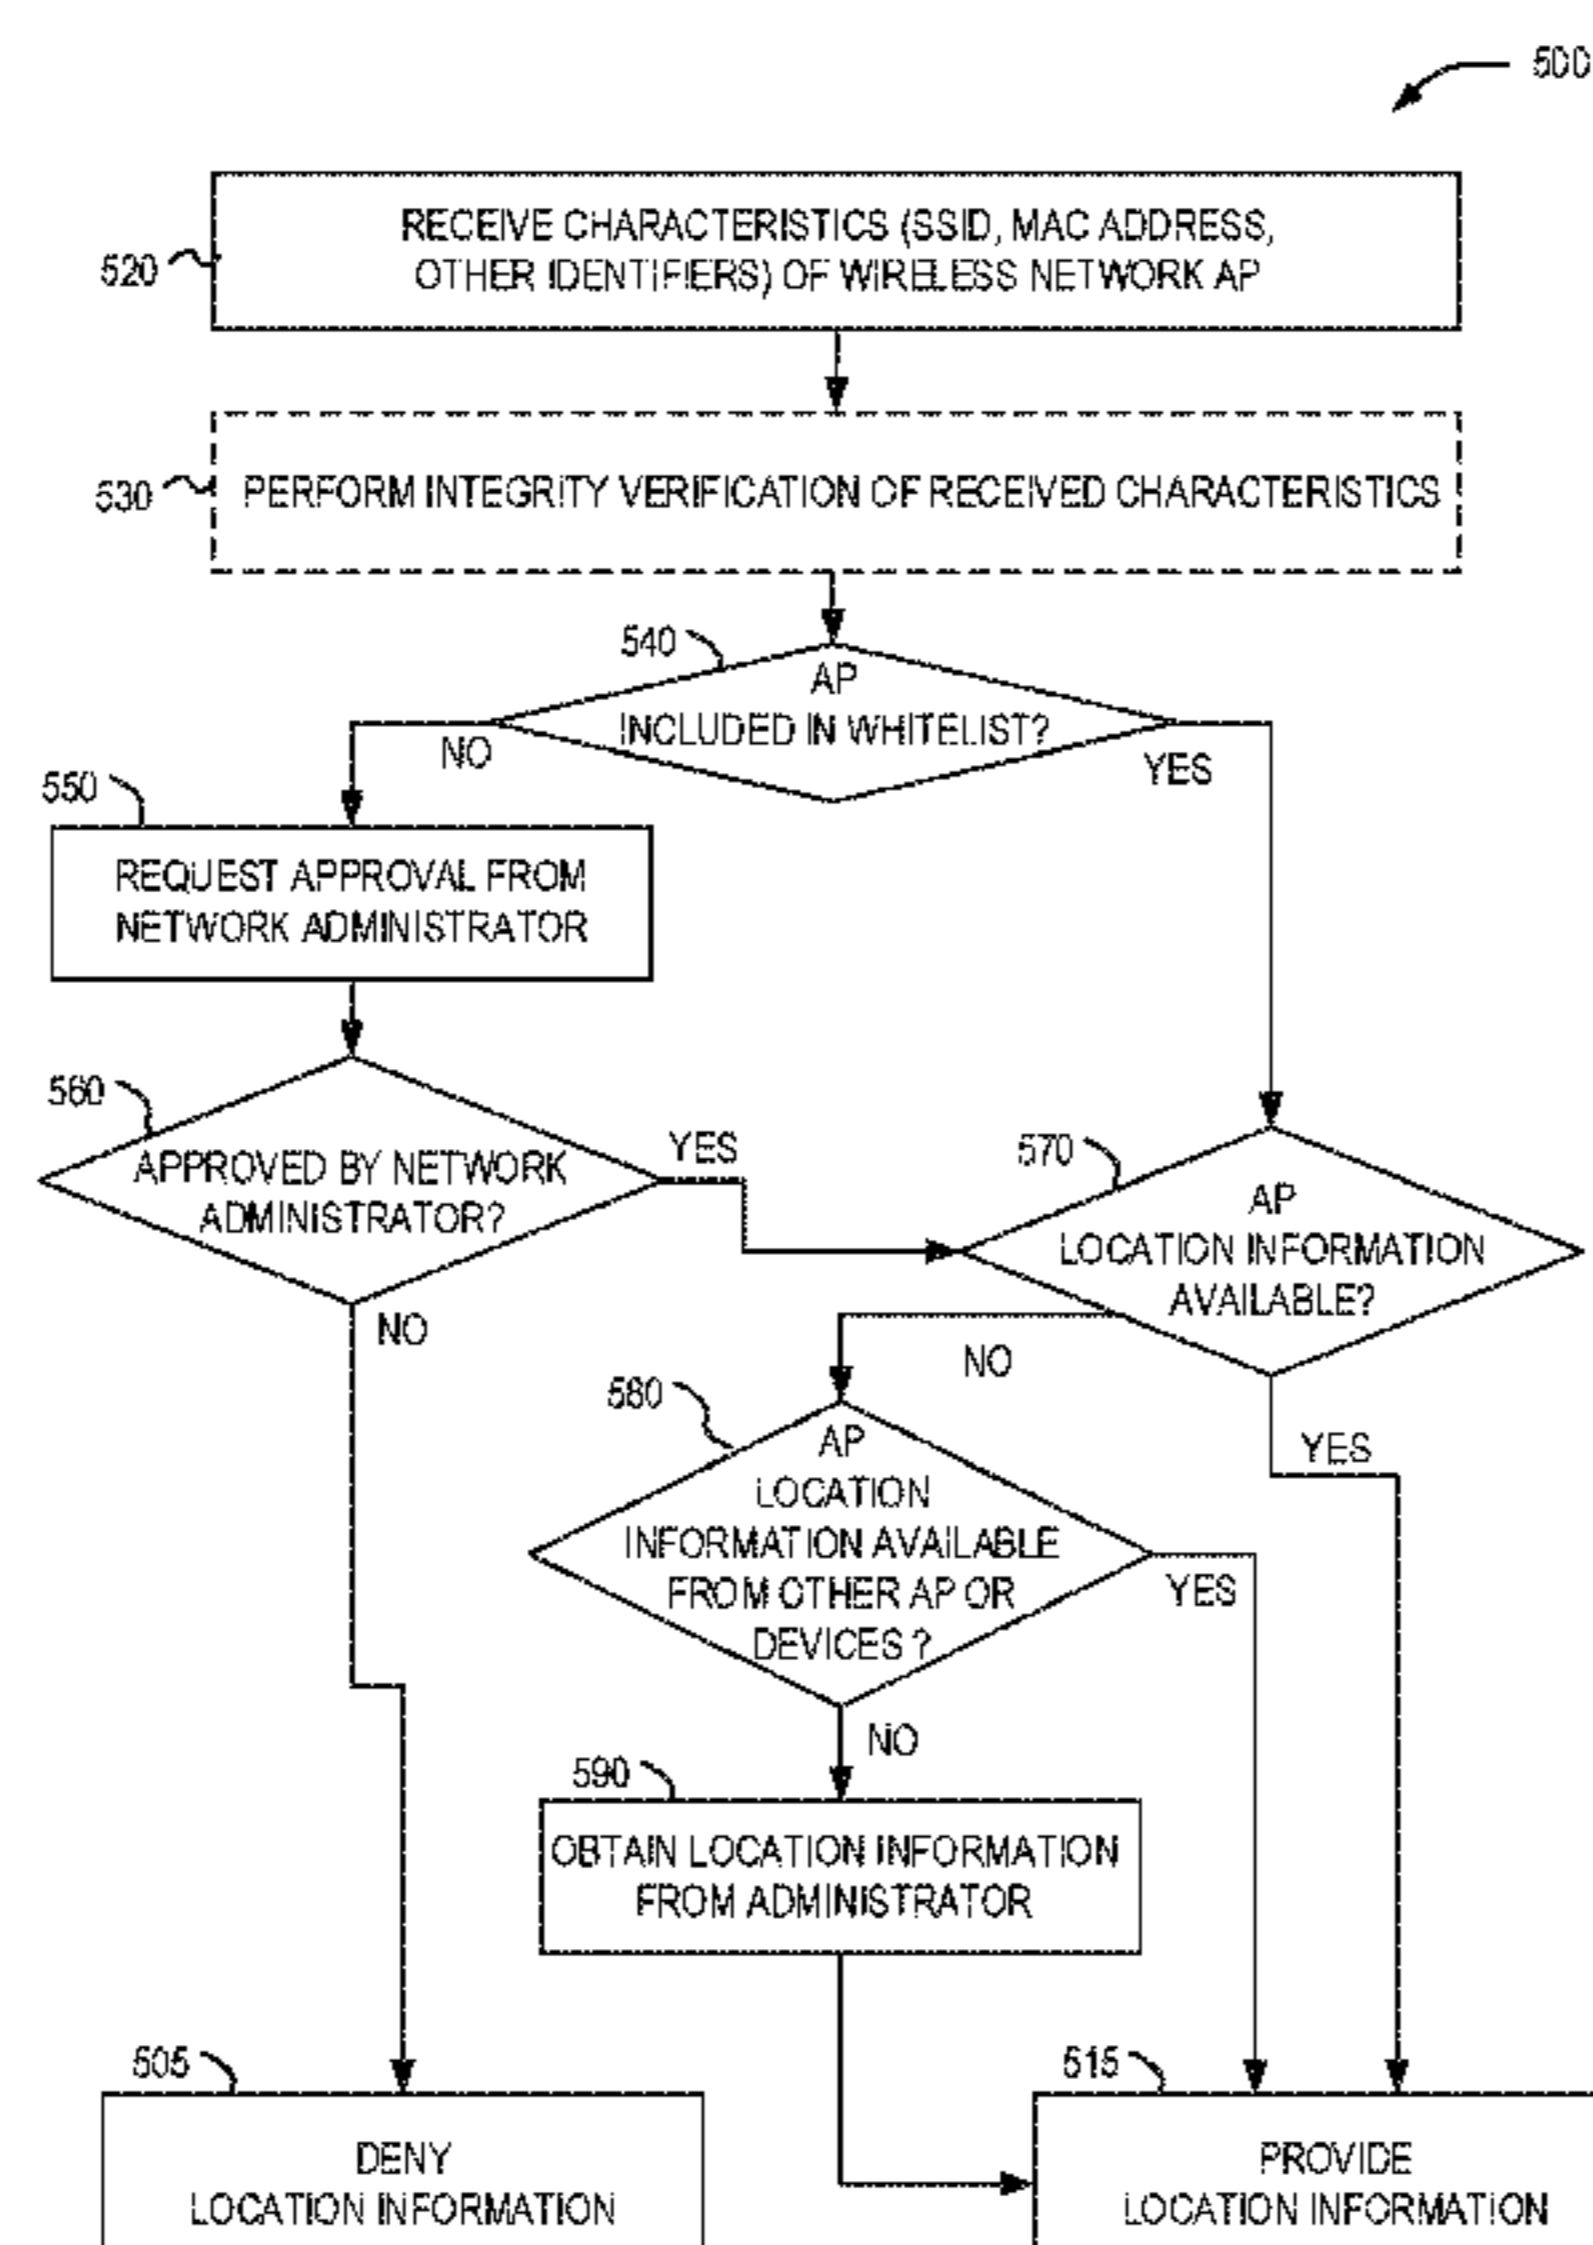 500
RECEIVE CHARACTERISTICS (SSID, MAC ADDRESS,
OTHER IDENTIFIERS) OF WIRELESS NETWORK AP
520
PERFORM INTEGRITY VERIFICATION OF RECEIVED CHARACTERISTICS
530
540
AP
INCLUDED IN WHITELIST?
NO
YES
550
REQUEST APPROVAL FROM
NETWORK ADMINISTRATOR
560
APPROVED BY NETWORK
ADMINISTRATOR?
YES
NO
570
AP
LOCATION INFORMATION
AVAILABLE?
NO
YES
580
AP
LOCATION
INFORMATION AVAILABLE
FROM OTHER AP OR
DEVICES ?
YES
NO
590
OBTAIN LOCATION INFORMATION
FROM ADMINISTRATOR
505
DENY
LOCATION INFORMATION
515
PROVIDE
LOCATION INFORMATION